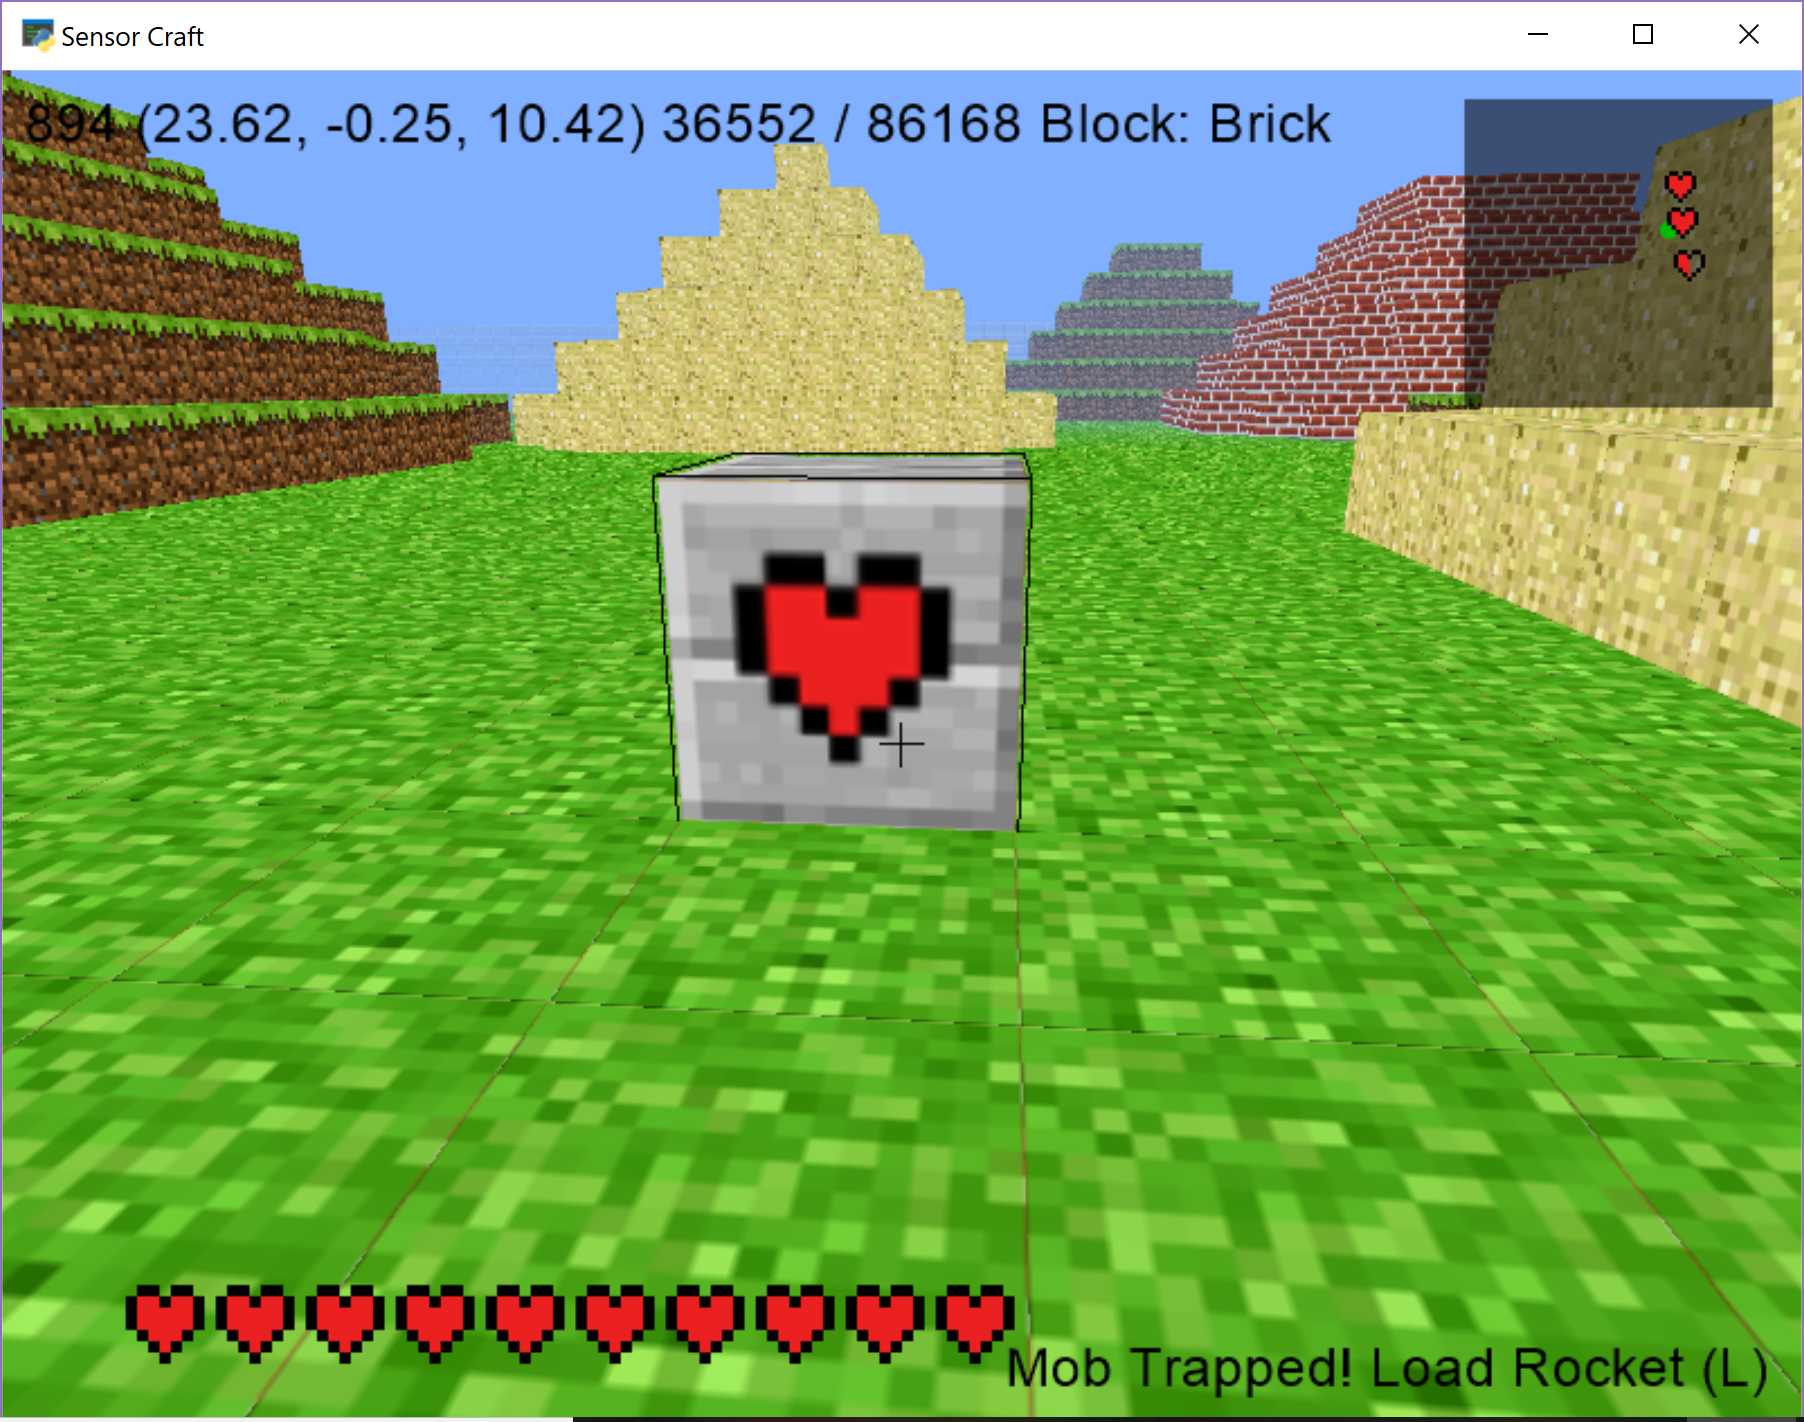 Sensor Craft
894 (23.62, -0.25, 10.42) 36552 / 86168 Block: Brick
Mob Trapped! Load Rocket (L)